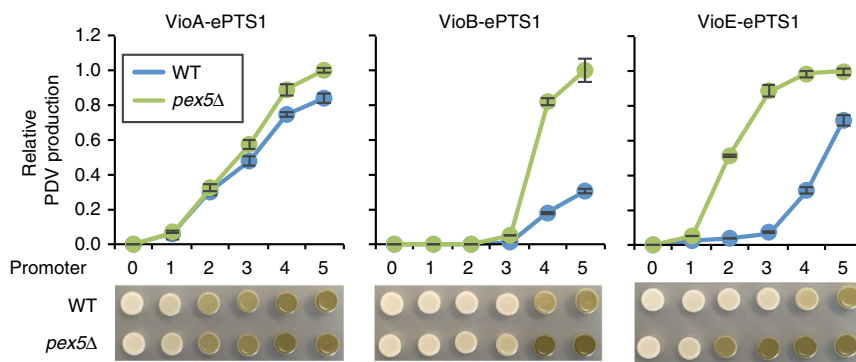 VioA-ePTS1 VioB-ePTS1 VioE-ePTS1
1.2
1.0
0.8
0.6
0.4
0.2
0.0
Relative
PDV production
WT
pex5Δ
Promoter 0 1 2 3 4 5 0 1 2 3 4 5 0 1 2 3 4 5
WT
pex5Δ